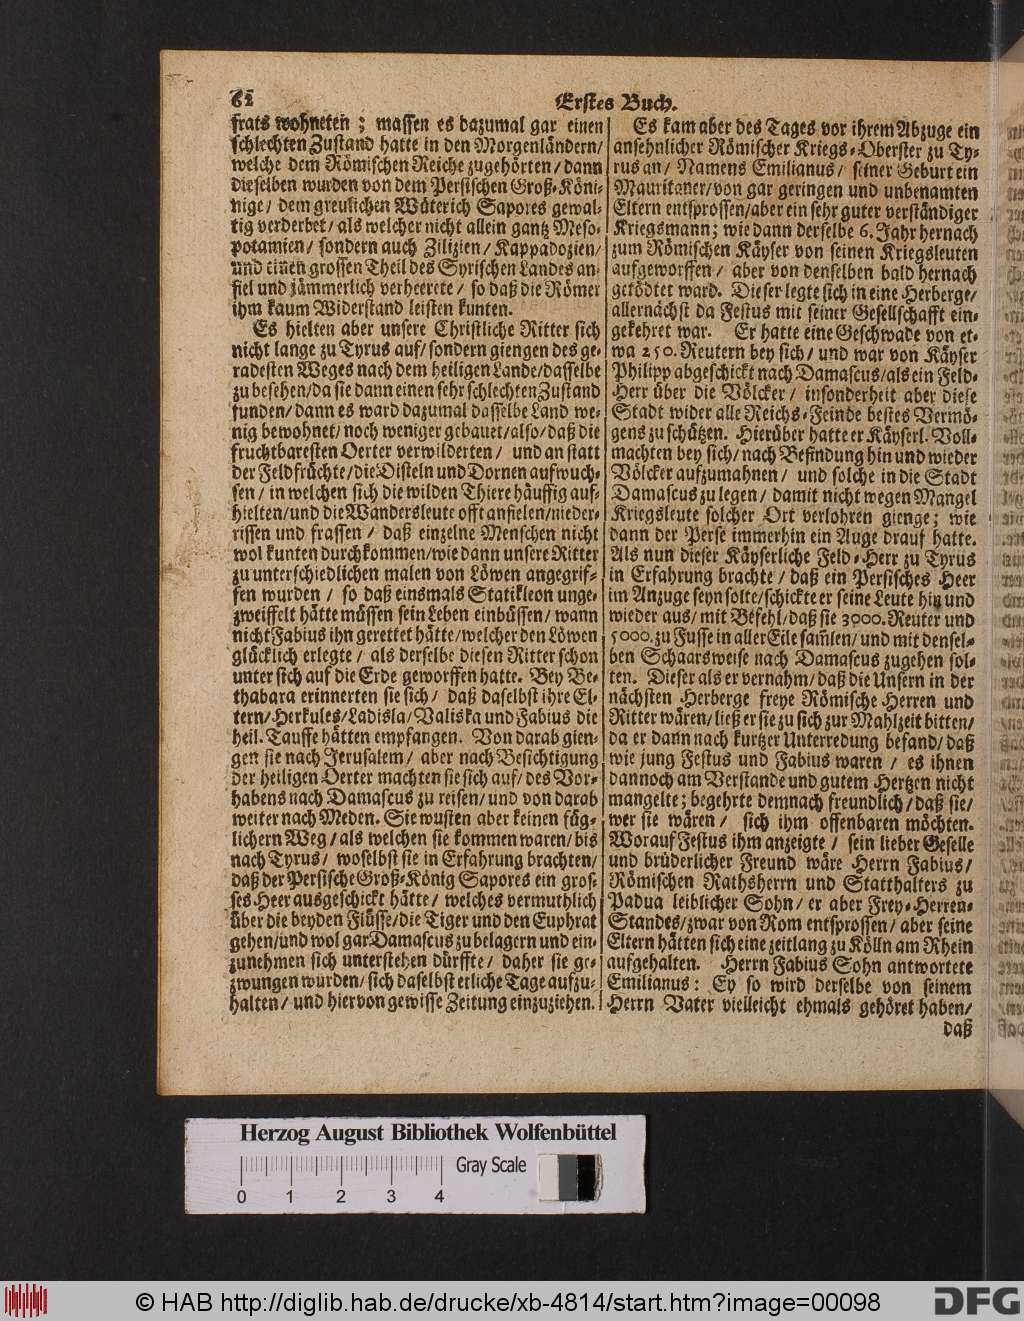 62
Erstes Buch.
frats wohneten; massen es dazumal gar einen
schlechten Zustand hatte in den Morgenländern/
welche dem Römischen Reiche zugehörten/ dann
dieselben wurden von dem Persischen Groß-Köni-
nige/ dem greulichen Wüterich Sapores gewal-
tig verderbet/ als welcher nicht allein gantz Meso-
potamien/ sondern auch Zilizien/ Kappadozien/
und einen grossen Theil des Syrischen Landes an-
fiel und jämmerlich verheerete/ so daß die Römer
ihm kaum Widerstand leisten kunten.
Es hielten aber unsere Christliche Ritter sich
nicht lange zu Tyrus auf/ sondern giengen des ge-
radesten Weges nach dem heiligen Lande/ dasselbe
zu besehen/ da sie dann einen sehr schlechten Zustand
funden/ dann es ward dazumal dasselbe Land we-
nig bewohnet/ noch weniger gebauet/ also/ daß die
fruchtbaresten Oerter verwilderten/ und an statt
der Feldfrüchte/ die Disteln und Dornen aufwuch-
sen/ in welchen sich die wilden Thiere häuffig auf-
hielten/ und die Wandersleute offt anfielen/ nieder-
rissen und frassen/ daß einzelne Menschen nicht
wol kunten durchkommen/ wie dann unsere Ritter
zu unterschiedlichen malen von Löwen angegrif-
fen wurden/ so daß einsmals Statikleon unge-
zweiffelt hätte müssen sein Leben einbüssen/ wann
nicht Fabius ihn gerettet hätte/ welcher den Löwen
glücklich erlegte/ als derselbe diesen Ritter schon
unter sich auf die Erde geworffen hatte. Bey Be-
thabara erinnerten sie sich/ daß daselbst ihre El-
tern/ Herkules/ Ladisla/ Valiska und Fabius die
heil. Tauffe hätten empfangen. Von darab gien-
gen sie nach Jerusalem/ aber nach Besichtigung
der heiligen Oerter machten sie sich auf/ des Vor-
habens nach Damascus zu reisen/ und von darab
weiter nach Meden. Sie wusten aber keinen füg-
lichern Weg/ als welchen sie kommen waren/ bis
nach Tyrus/ woselbst sie in Erfahrung brachten/
daß der Persische Groß-König Sapores ein gros-
ses Heer ausgeschickt hätte/ welches vermuthlich
über die beyden Flüsse/ die Tiger und den Euphrat
gehen/ und wol gar Damascus zu belagern und ein-
zunehmen sich unterstehen dürffte/ daher sie ge-
zwungen wurden/ sich daselbst etliche Tage aufzu-
halten/ und hiervon gewisse Zeitung einzuziehen.
Es kam aber des Tages vor ihrem Abzuge ein
ansehnlicher Römischer Kriegs-Oberster zu Ty-
rus an/ Namens Emilianus/ seiner Geburt ein
Mauritaner/ von gar geringen und unbenamten
Eltern entsprossen/ aber ein sehr guter verständiger
Kriegsmann; wie dann derselbe 6. Jahr hernach
zum Römischen Käyser von seinen Kriegsleuten
aufgeworffen/ aber von denselben bald hernach
getödtet ward. Dieser legte sich in eine Herberge/
allernächst da Festus mit seiner Gesellschafft ein-
gekehret war. Er hatte eine Geschwade von et-
wa 250. Reutern bey sich/ und war von Käyser
Philipp abgeschickt nach Damascus/ als ein Feld-
Herr über die Völcker/ insonderheit aber diese
Stadt wider alle Reichs-Feinde bestes Vermö-
gens zu schützen. Hierüber hatte er Käyserl. Voll-
machten bey sich/ nach Befindung hin und wieder
Völcker aufzumahnen/ und solche in die Stadt
Damascus zu legen/ damit nicht wegen Mangel
Kriegsleute solcher Ort verlohren gienge; wie
dann der Perse immerhin ein Auge drauf hatte.
Als nun dieser Käyserliche Feld-Herr zu Tyrus
in Erfahrung brachte/ daß ein Persisches Heer
im Anzuge seyn solte/ schickte er seine Leute hin und
wieder aus/ mit Befehl/ daß sie 3000. Reuter und
5000. zu Fusse in aller Eile sam̃len/ und mit densel-
ben Schaarsweise nach Damascus zugehen sol-
ten. Dieser als er vernahm/ daß die Unsern in der
nächsten Herberge freye Römische Herren und
Ritter wären/ ließ er sie zu sich zur Mahlzeit bitten/
da er dann nach kurtzer Unterredung befand/ daß
wie jung Festus und Fabius waren/ es ihnen
dannoch am Verstande und gutem Hertzen nicht
mangelte; begehrte demnach freundlich/ daß sie/
wer sie wären/ sich ihm offenbaren möchten.
Worauf Festus ihm anzeigte/ sein lieber Geselle
und brüderlicher Freund wäre Herrn Fabius/
Römischen Rathsherrn und Statthalters zu
Padua leiblicher Sohn/ er aber Frey-Herren-
Standes/ zwar von Rom entsprossen/ aber seine
Eltern hätten sich eine zeitlang zu Kölln am Rhein
aufgehalten. Herrn Fabius Sohn antwortete
Emilianus: Ey so wird derselbe von seinem
Herrn Vater vielleicht ehmals gehöret haben/
daß
Herzog August Bibliothek Wolfenbüttel
Gray Scale
0 1 2 3 4
© HAB http://diglib.hab.de/drucke/xb-4814/start.htm?image=00098
DFG